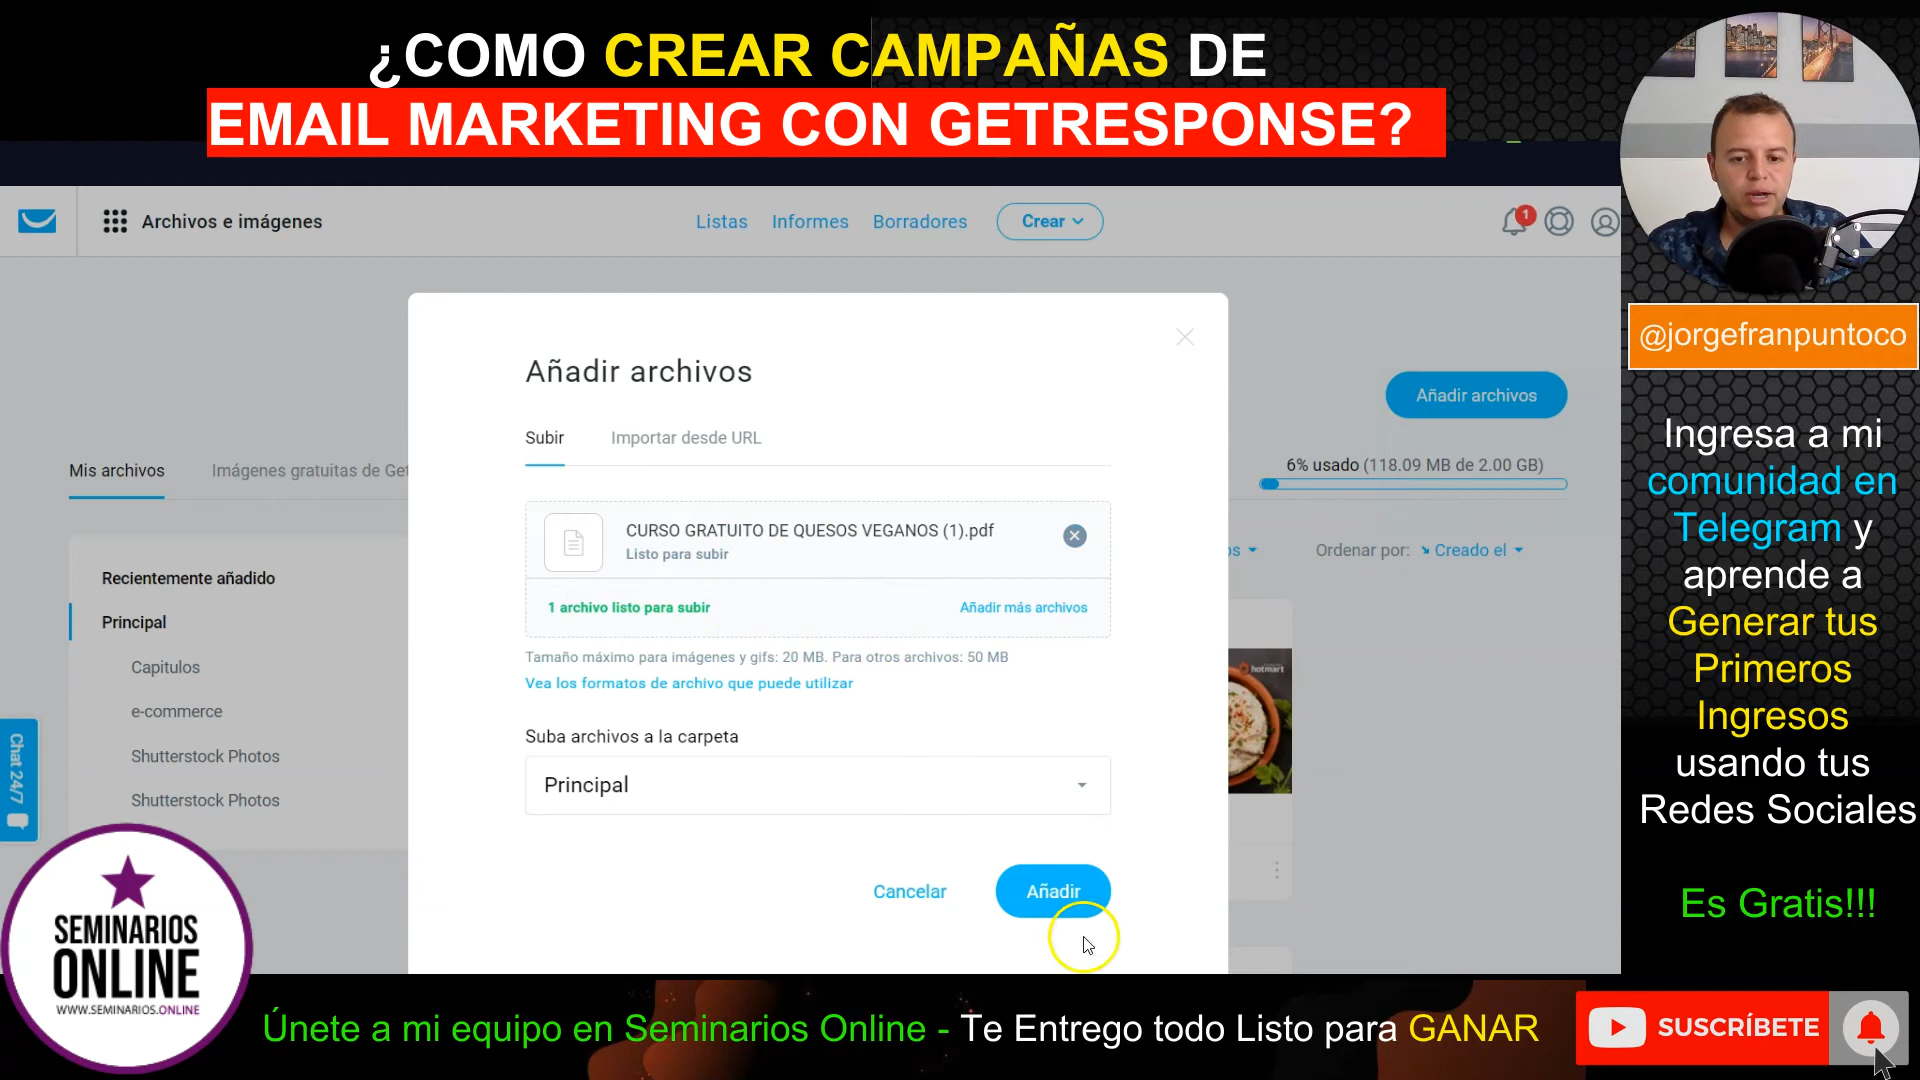 ¿COMO CREAR CAMPAÑAS DE
EMAIL MARKETING CON GETRESPONSE?
Archivos e imágenes
Listas
Informes
Borradores
Crear
1
@jorgefranpuntoco
Ingresa a mi
comunidad en
Telegram y
aprende a
Generar tus
Primeros
Ingresos
usando tus
Redes Sociales
Es Gratis!!!
Añadir archivos
6% usado (118.09 MB de 2.00 GB)
Mis archivos
Imágenes gratuitas de Get
Ordenar por:
Creado el
Recientemente añadido
Principal
Capitulos
e-commerce
Shutterstock Photos
Shutterstock Photos
Chat 24/7
hotmart
Añadir archivos
Subir
Importar desde URL
CURSO GRATUITO DE QUESOS VEGANOS (1).pdf
Listo para subir
1 archivo listo para subir
Añadir más archivos
Tamaño máximo para imágenes y gifs: 20 MB. Para otros archivos: 50 MB
Vea los formatos de archivo que puede utilizar
Suba archivos a la carpeta
Principal
Cancelar
Añadir
SEMINARIOS
ONLINE
WWW.SEMINARIOS.ONLINE
Únete a mi equipo en Seminarios Online - Te Entrego todo Listo para GANAR
SUSCRÍBETE